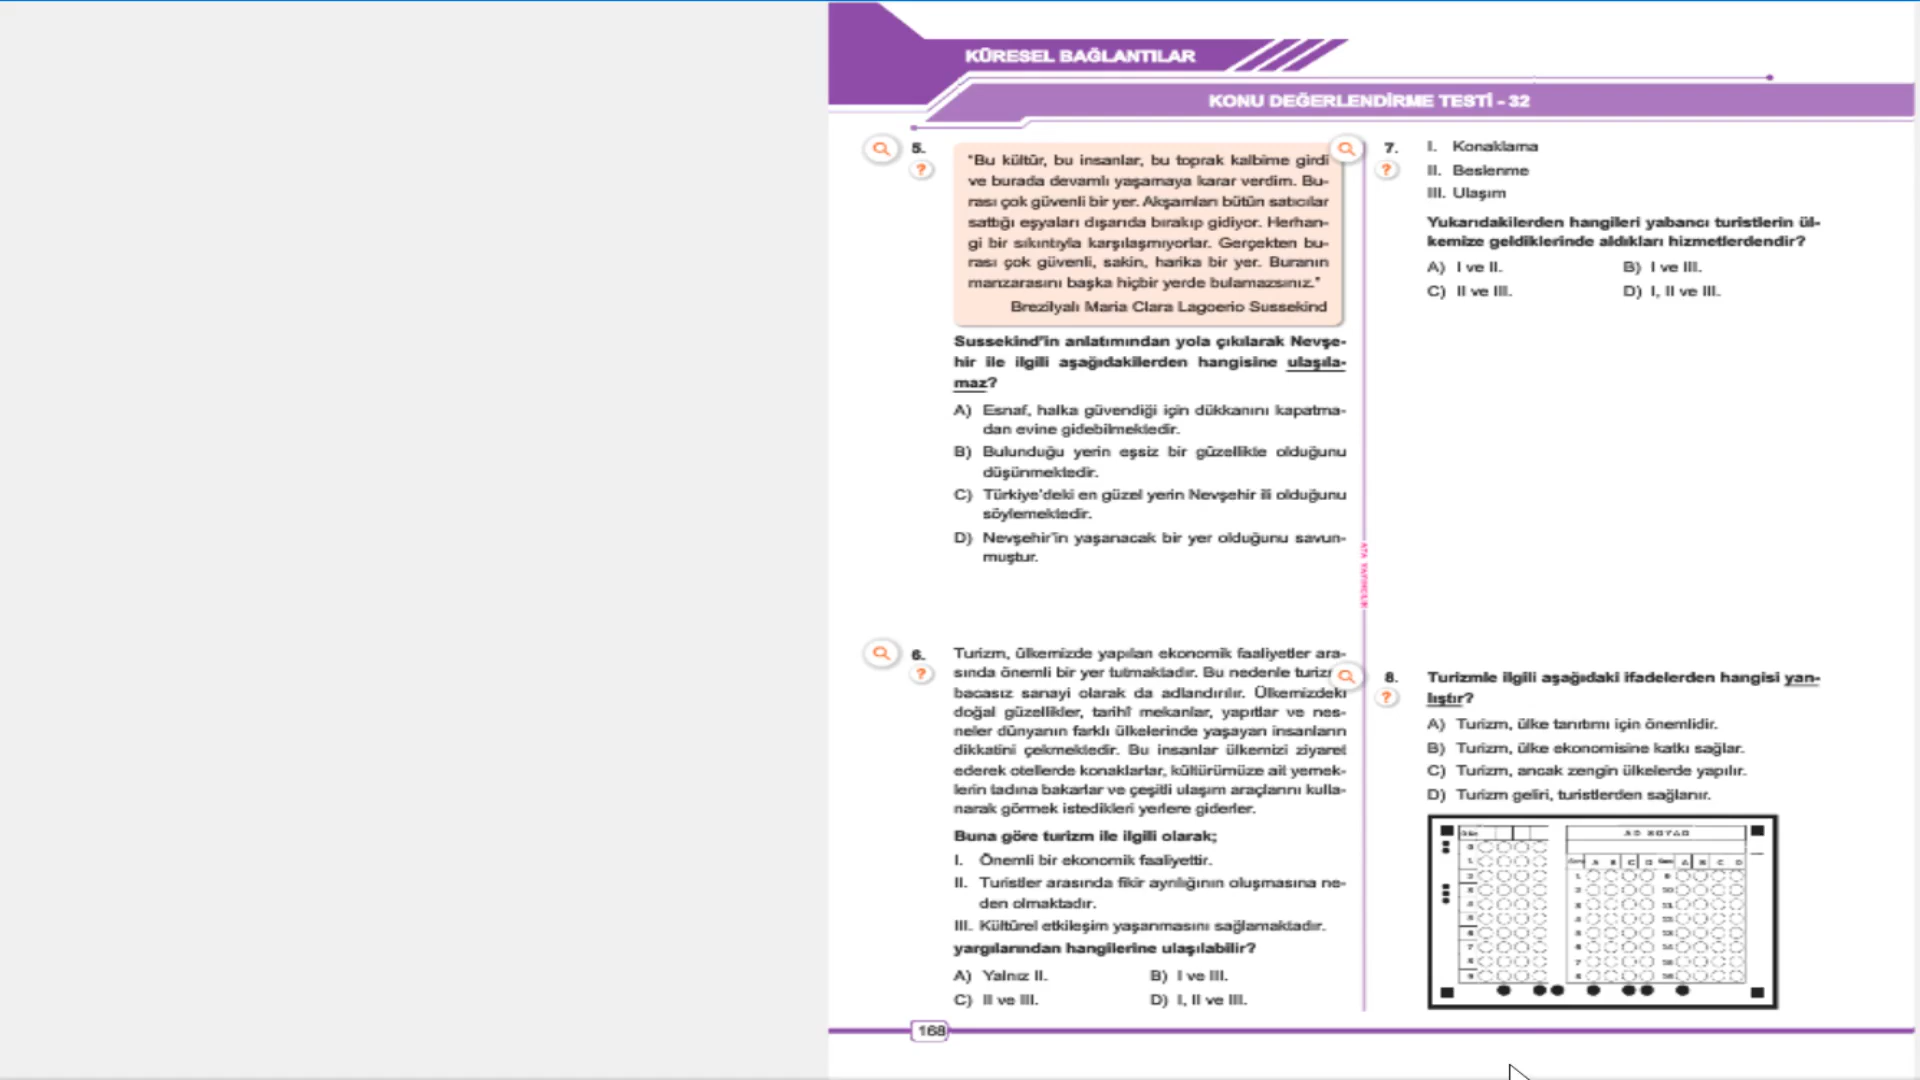 KÜRESEL BAĞLANTILAR
KONU DEĞERLENDİRME TESTİ - 32
5.
"Bu kültür, bu insanlar, bu toprak kalbime girdi
ve burada devamlı yaşamaya karar verdim. Bu-
rası çok güvenli bir yer. Akşamları bütün satıcılar
sattığı eşyaları dışarıda bırakıp gidiyor. Herhan-
gi bir sıkıntıyla karşılaşmıyorlar. Gerçekten bu-
rası çok güvenli, sakin, harika bir yer. Buranın
manzarasını başka hiçbir yerde bulamazsınız."
Brezilyalı Maria Clara Lagoerio Sussekind
Sussekind'in anlatımından yola çıkılarak Nevşe-
hir ile ilgili aşağıdakilerden hangisine ulaşıla-
maz?
A) Esnaf, halka güvendiği için dükkanını kapatma-
dan evine gidebilmektedir.
B) Bulunduğu yerin eşsiz bir güzellikte olduğunu
düşünmektedir.
C) Türkiye'deki en güzel yerin Nevşehir ili olduğunu
söylemektedir.
D) Nevşehir'in yaşanacak bir yer olduğunu savun-
muştur.
6. Turizm, ülkemizde yapılan ekonomik faaliyetler ara-
sında önemli bir yer tutmaktadır. Bu nedenle turizm
bacasız sanayi olarak da adlandırılır. Ülkemizdeki
doğal güzellikler, tarihî mekanlar, yapıtlar ve nes-
neler dünyanın farklı ülkelerinde yaşayan insanların
dikkatini çekmektedir. Bu insanlar ülkemizi ziyaret
ederek otellerde konaklarlar, kültürümüze ait yemek-
lerin tadına bakarlar ve çeşitli ulaşım araçlarını kulla-
narak görmek istedikleri yerlere giderler.
Buna göre turizm ile ilgili olarak;
I. Önemli bir ekonomik faaliyettir.
II. Turistler arasında fikir ayrılığının oluşmasına ne-
den olmaktadır.
III. Kültürel etkileşim yaşanmasını sağlamaktadır.
yargılarından hangilerine ulaşılabilir?
A) Yalnız II. B) I ve III.
C) II ve III. D) I, II ve III.
168
ATA YAYINCILIK
7. I. Konaklama
II. Beslenme
III. Ulaşım
Yukarıdakilerden hangileri yabancı turistlerin ül-
kemize geldiklerinde aldıkları hizmetlerdendir?
A) I ve II. B) I ve III.
C) II ve III. D) I, II ve III.
8. Turizmle ilgili aşağıdaki ifadelerden hangisi yan-
lıştır?
A) Turizm, ülke tanıtımı için önemlidir.
B) Turizm, ülke ekonomisine katkı sağlar.
C) Turizm, ancak zengin ülkelerde yapılır.
D) Turizm geliri, turistlerden sağlanır.
AD SOYAD